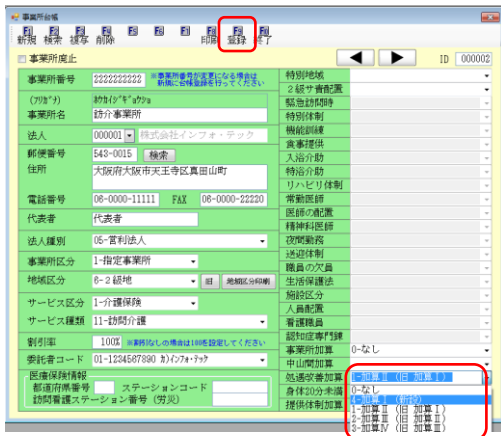 事業所台帳
F1 F2 F3 F4 F5 F6 F7 F8 F9 F10
新規 検索 複写 削除 印刷 登録 終了
事業所廃止 ID 000002
事業所番号 2222222222 ※事業所番号が変更になる場合は
新規に台帳登録を行ってください
(フリガナ) ホウカイジギョウショ
事業所名 訪介事業所
法人 000001 株式会社インフォ・テック
郵便番号 543-0015 検索
住所 大阪府大阪市天王寺区真田山町
電話番号 06-0000-11111 FAX 06-0000-22220
代表者 代表者
法人種別 05-営利法人
事業所区分 1-指定事業所
地域区分 6-2級地 旧 地域区分印刷
サービス区分 1-介護保険
サービス種類 11-訪問介護
割引率 100% ※割引なしの場合は100を設定してください
委託者コード 01-1234567890 カ)インフォ・テック
医療保険情報
都道府県番号 ステーションコード
訪問看護ステーション番号(労災)
特別地域
2級サ責配置
緊急訪問時
特別体制
機能訓練
食事提供
入浴介助
特浴介助
リハビリ体制
常勤医師
医師の配置
精神科医師
夜間勤務
送迎体制
職員の欠員
生活保護法
施設区分
人員配置
看護職員
認知症専門棟
事業所加算 0-なし
中山間加算
処遇改善加算 1-加算Ⅱ (旧 加算Ⅰ)
身体20分未満 0-なし
4-加算Ⅰ (新設)
提供体制加算 1-加算Ⅱ (旧 加算Ⅰ)
2-加算Ⅲ (旧 加算Ⅱ)
3-加算Ⅳ (旧 加算Ⅲ)